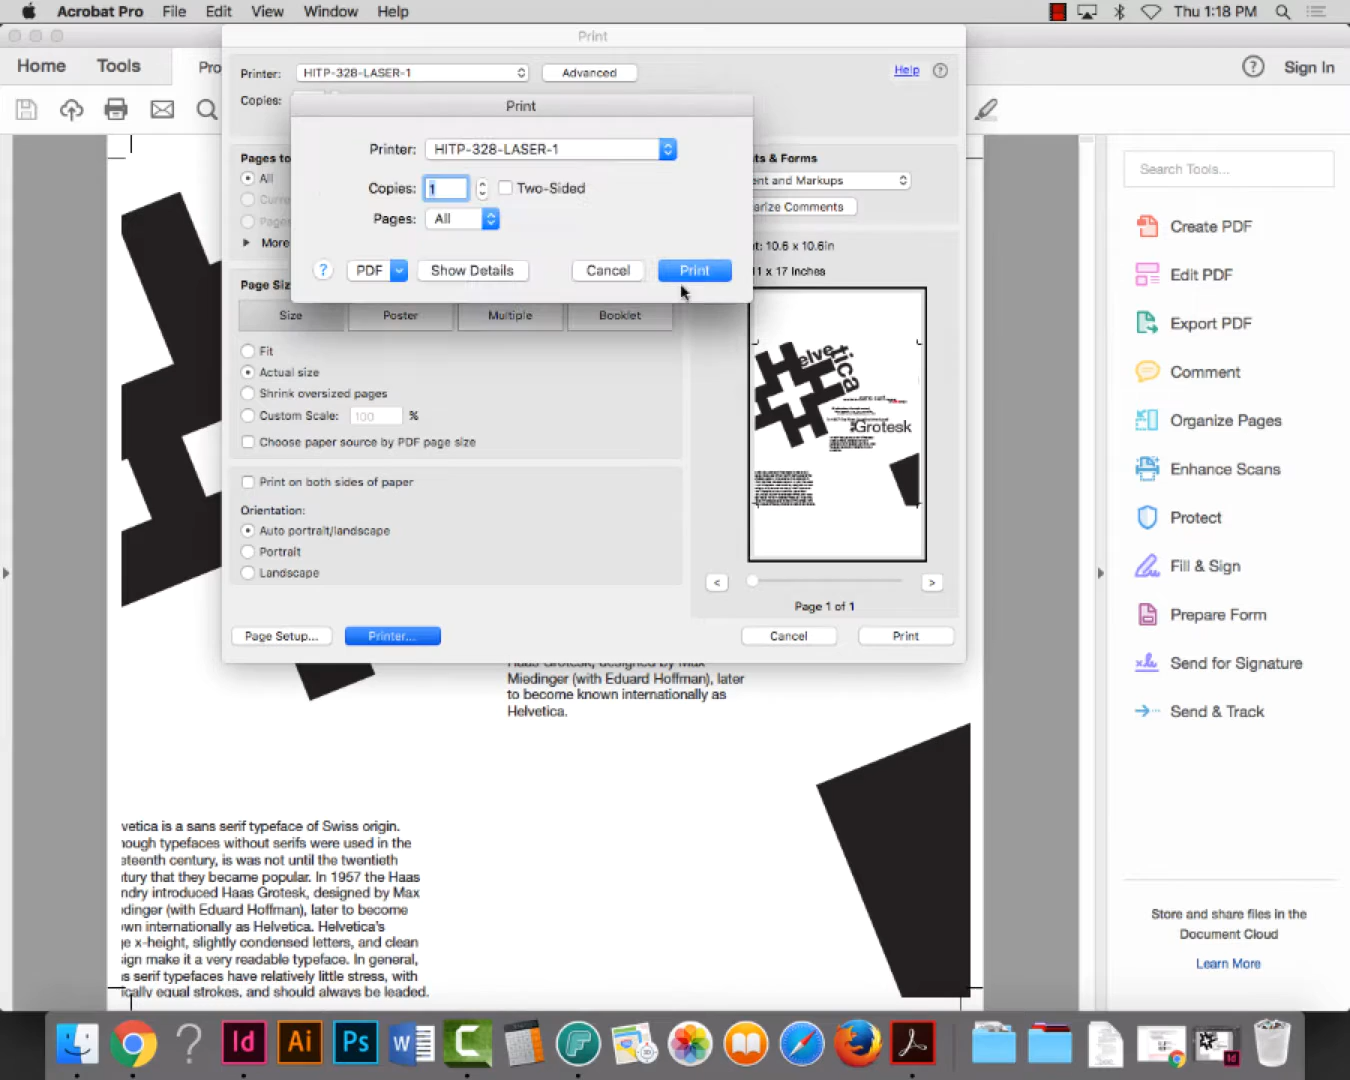 Acrobat Pro File Edit View Window Help
Thu 1:18 PM
Print
Home Tools Pro
Sign In
Printer: HITP-328-LASER-1 Advanced
Help
Copies:
Print
Printer: HITP-328-LASER-1
Copies: 1 Two-Sided
Pages: All
PDF Show Details Cancel Print
Pages to
All
Curre
Pages
More
ts & Forms
ent and Markups
arize Comments
t: 10.6 x 10.6in
11 x 17 Inches
Page Siz
Size Poster Multiple Booklet
Fit
Actual size
Shrink oversized pages
Custom Scale: 100 %
Choose paper source by PDF page size
Print on both sides of paper
Orientation:
Auto portrait/landscape
Portrait
Landscape
Helvetica
Grotesk
< >
Page 1 of 1
Page Setup... Printer... Cancel Print
Search Tools...
Create PDF
Edit PDF
Export PDF
Comment
Organize Pages
Enhance Scans
Protect
Fill & Sign
Prepare Form
Send for Signature
Send & Track
Store and share files in the
Document Cloud
Learn More
Haas Grotesk, designed by Max
Miedinger (with Eduard Hoffman), later
to become known internationally as
Helvetica.
vetica is a sans serif typeface of Swiss origin.
ough typefaces without serifs were used in the
eteenth century, is was not until the twentieth
tury that they became popular. In 1957 the Haas
ndry introduced Haas Grotesk, designed by Max
dinger (with Eduard Hoffman), later to become
wn internationally as Helvetica. Helvetica's
e x-height, slightly condensed letters, and clean
ign make it a very readable typeface. In general,
s serif typefaces have relatively little stress, with
ically equal strokes, and should always be leaded.
Id Ai Ps W C